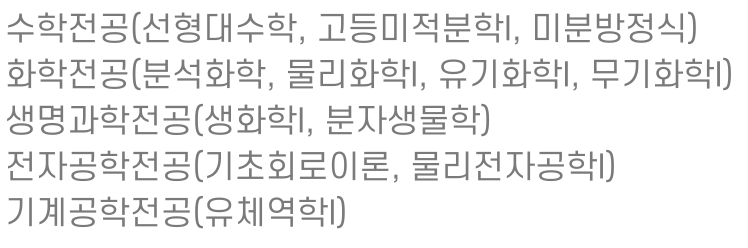 수학전공(선형대수학, 고등미적분학I, 미분방정식)
화학전공(분석화학, 물리화학I, 유기화학I, 무기화학I)
생명과학전공(생화학I, 분자생물학)
전자공학전공(기초회로이론, 물리전자공학I)
기계공학전공(유체역학I)